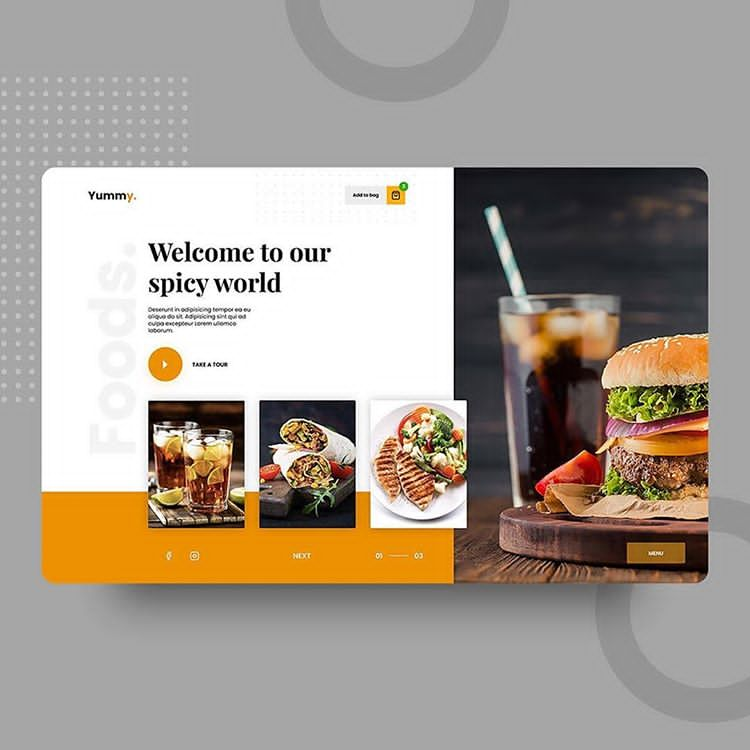 Yummy.
Add to bag
Foods.
Welcome to our
spicy world
Deserunt in adipisicing tempor ea eu
aliqua do sit. Adipisicing sint qui ad
culpa excepteur Lorem ullamco
laborum.
TAKE A TOUR
NEXT
01
03
MENU